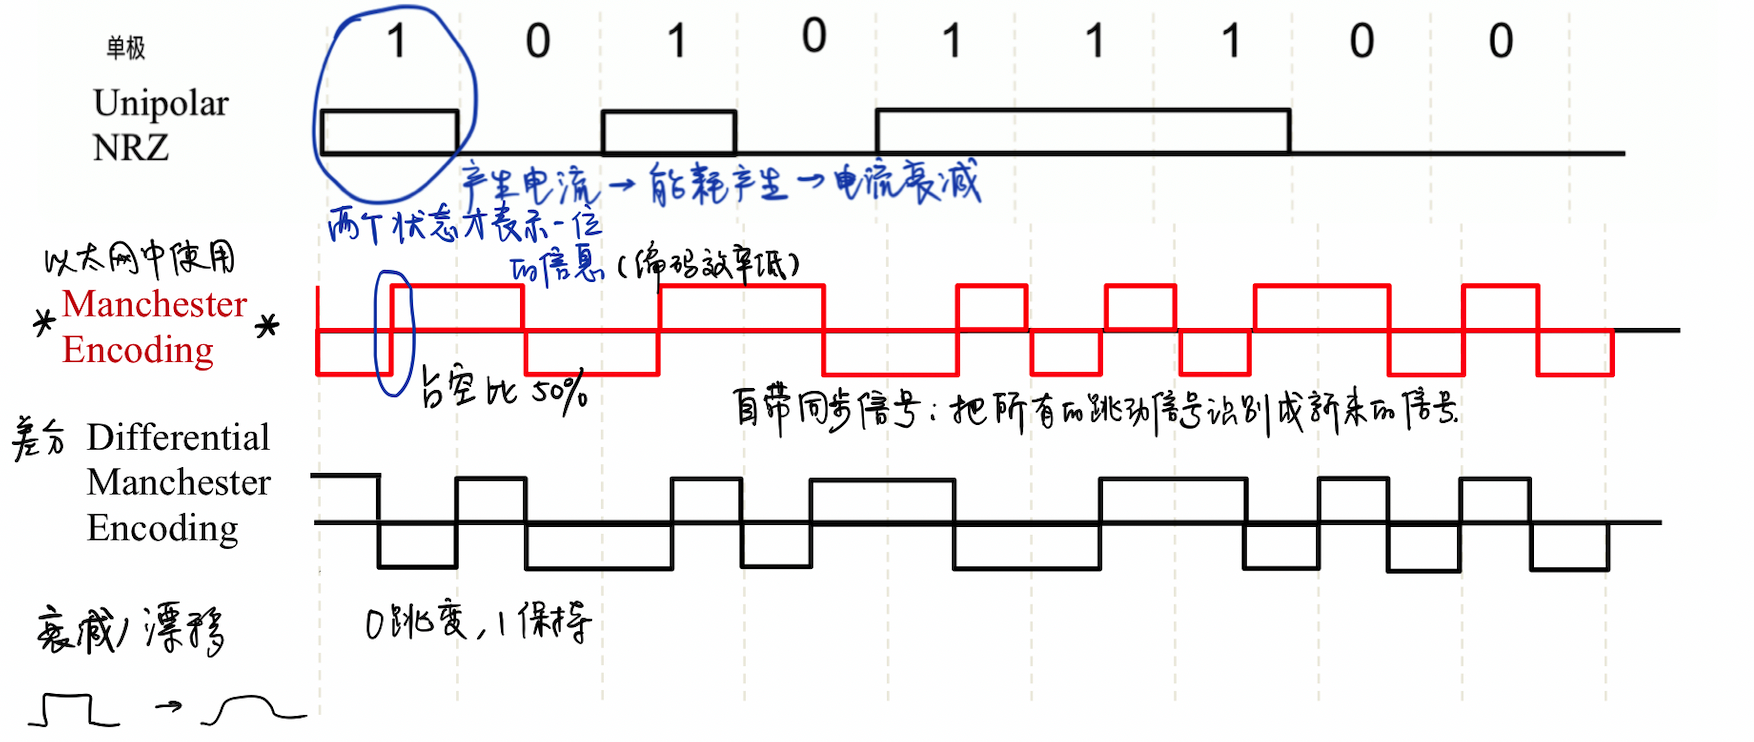 单极 1 0 1 0 1 1 1 0 0
Unipolar
NRZ
产生电流→能耗产生→电流衰减
两个状态才表示一位
的信息(编码效率低)
以太网中使用
* Manchester *
Encoding
占空比 50%
自带同步信号:把所有的跳动信号识别成新来的信号.
差分 Differential
Manchester
Encoding
衰减/漂移
0跳变,1保持
→